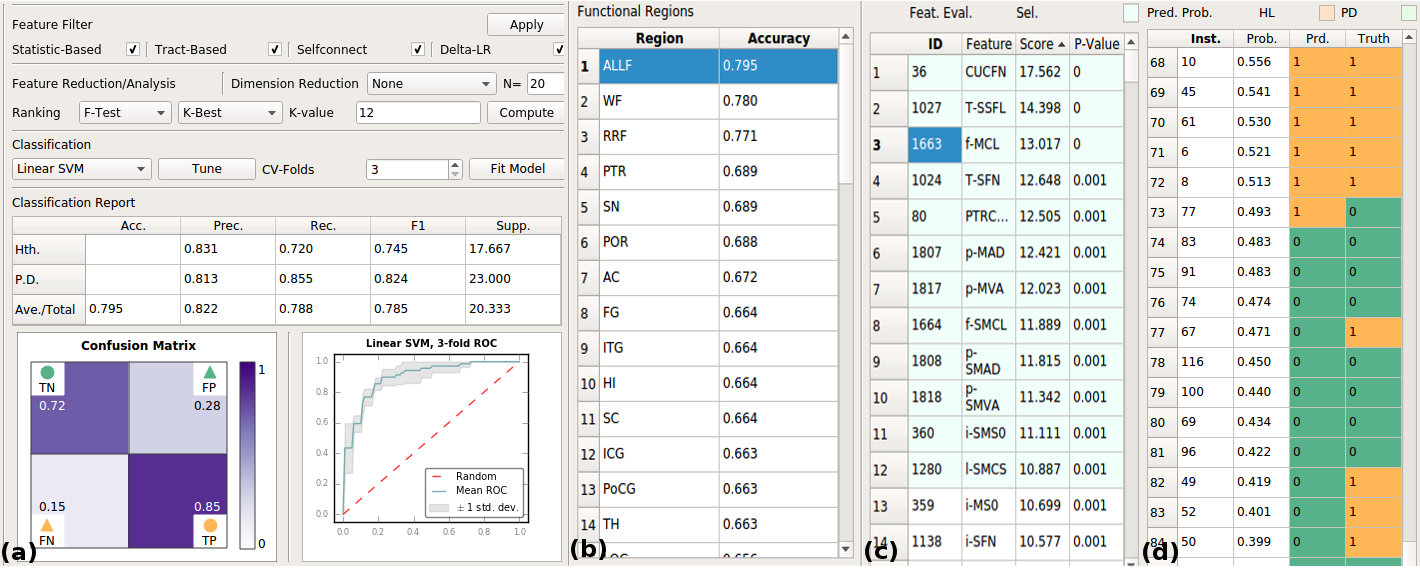 Feature Filter
Apply
Statistic-Based Tract-Based Selfconnect Delta-LR
Feature Reduction/Analysis Dimension Reduction None N= 20
Ranking F-Test K-Best K-value 12 Compute
Classification
Linear SVM Tune CV-Folds 3 Fit Model
Classification Report
Acc. Prec. Rec. F1 Supp.
Hth. 0.831 0.720 0.745 17.667
P.D. 0.813 0.855 0.824 23.000
Ave./Total 0.795 0.822 0.788 0.785 20.333
Confusion Matrix
TN FP
0.72 0.28
0.15 0.85
FN TP
1
0
Linear SVM, 3-fold ROC
1.0
0.8
0.6
0.4
0.2
0.0
0.0 0.2 0.4 0.6 0.8 1.0
Random
Mean ROC
± 1 std. dev.
(a)
Functional Regions
Region Accuracy
1 ALLF 0.795
2 WF 0.780
3 RRF 0.771
4 PTR 0.689
5 SN 0.689
6 POR 0.688
7 AC 0.672
8 FG 0.664
9 ITG 0.664
10 HI 0.664
11 SC 0.664
12 ICG 0.663
13 PoCG 0.663
14 TH 0.663
(b)
Feat. Eval. Sel.
ID Feature Score P-Value
1 36 CUCFN 17.562 0
2 1027 T-SSFL 14.398 0
3 1663 f-MCL 13.017 0
4 1024 T-SFN 12.648 0.001
5 80 PTRC... 12.505 0.001
6 1807 p-MAD 12.421 0.001
7 1817 p-MVA 12.023 0.001
8 1664 f-SMCL 11.889 0.001
9 1808 p-SMAD 11.815 0.001
10 1818 p-SMVA 11.342 0.001
11 360 i-SMS0 11.111 0.001
12 1280 l-SMCS 10.887 0.001
13 359 i-MS0 10.699 0.001
14 1138 i-SFN 10.577 0.001
(c)
Pred. Prob. HL PD
Inst. Prob. Prd. Truth
68 10 0.556 1 1
69 45 0.541 1 1
70 61 0.530 1 1
71 6 0.521 1 1
72 8 0.513 1 1
73 77 0.493 1 0
74 83 0.483 0 0
75 91 0.483 0 0
76 74 0.474 0 0
77 67 0.471 0 1
78 116 0.450 0 0
79 100 0.440 0 0
80 69 0.434 0 0
81 96 0.422 0 0
82 49 0.419 0 1
83 52 0.401 0 1
84 50 0.399 0 1
(d)